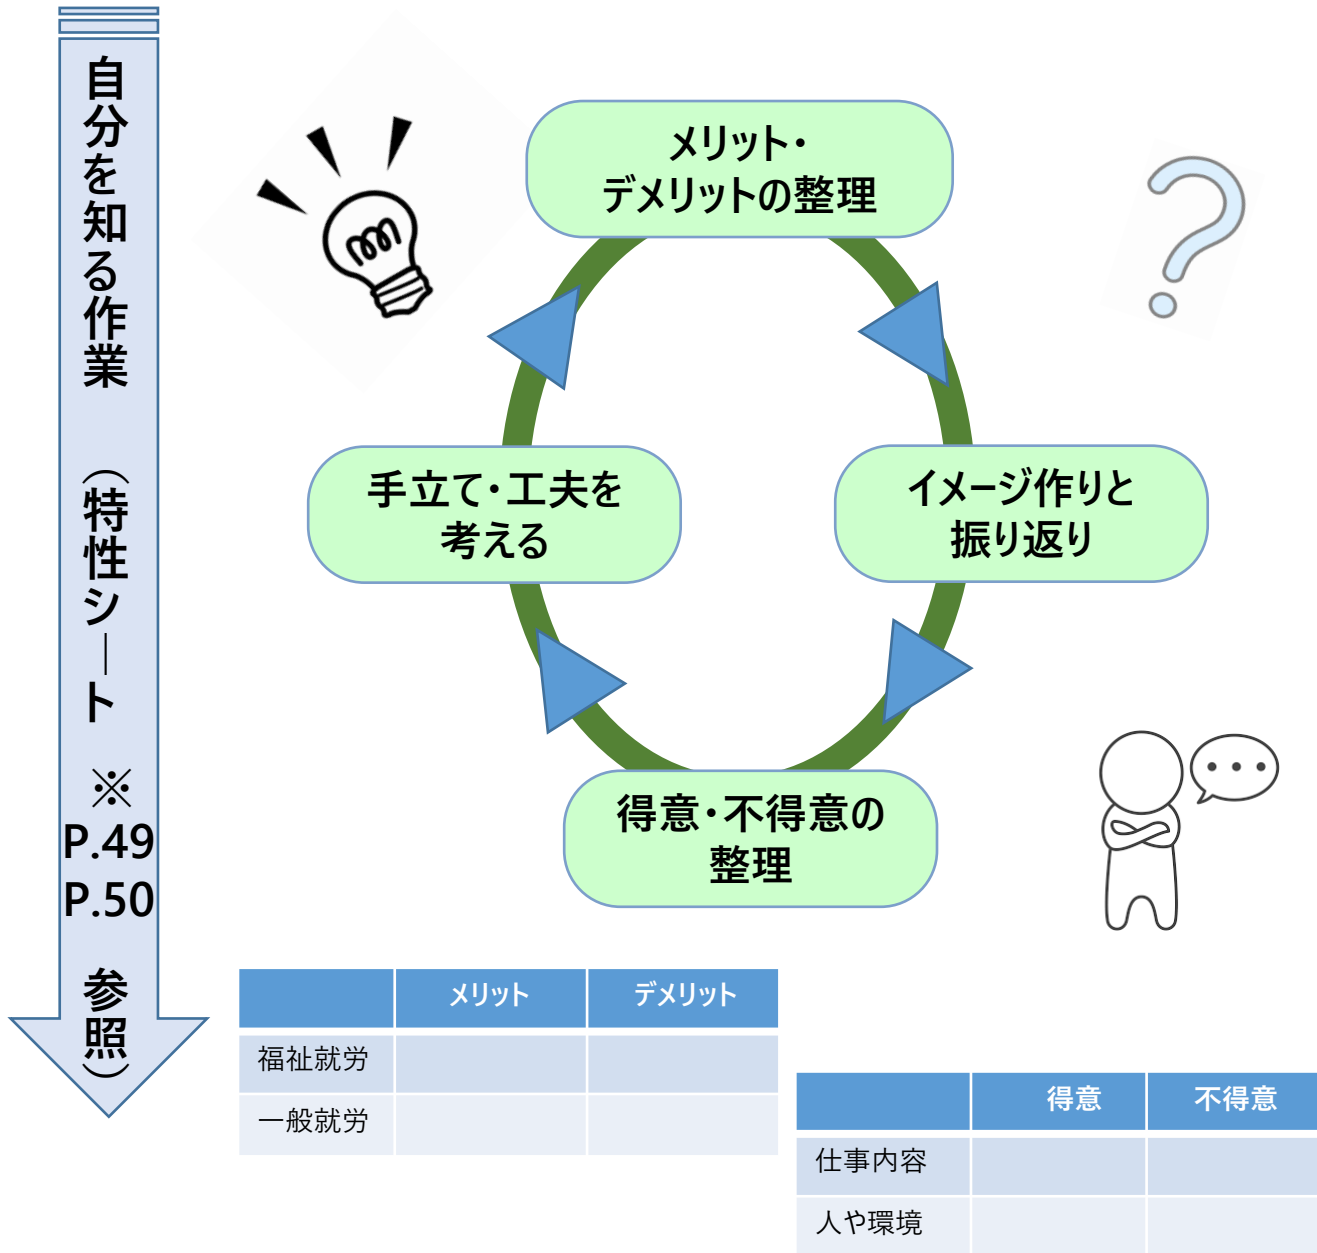 自分を知る作業 （特性シート ※ P.49 P.50 参照）
メリット・
デメリットの整理
イメージ作りと
振り返り
得意・不得意の
整理
手立て・工夫を
考える
メリット デメリット
福祉就労
一般就労
得意 不得意
仕事内容
人や環境